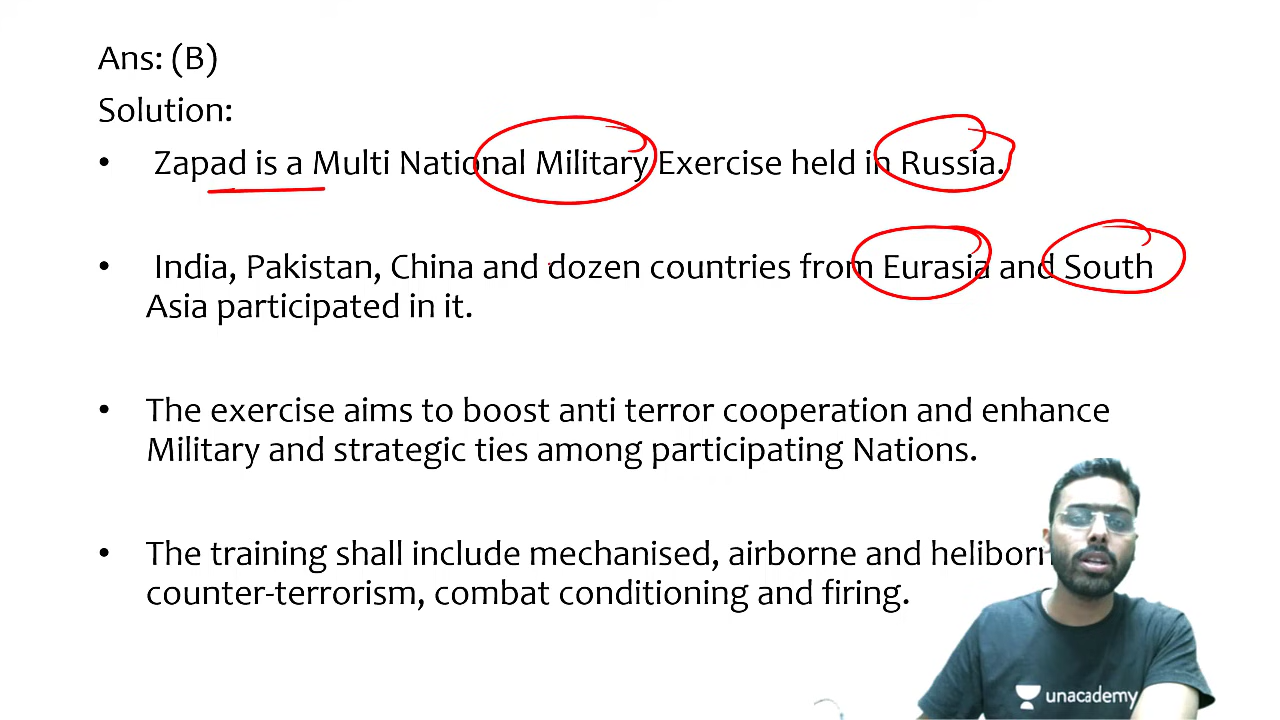 Ans: (B)
Solution:
• Zapad is a Multi National Military Exercise held in Russia.
• India, Pakistan, China and dozen countries from Eurasia and South
Asia participated in it.
• The exercise aims to boost anti terror cooperation and enhance
Military and strategic ties among participating Nations.
• The training shall include mechanised, airborne and heliborn
counter-terrorism, combat conditioning and firing.
unacademy